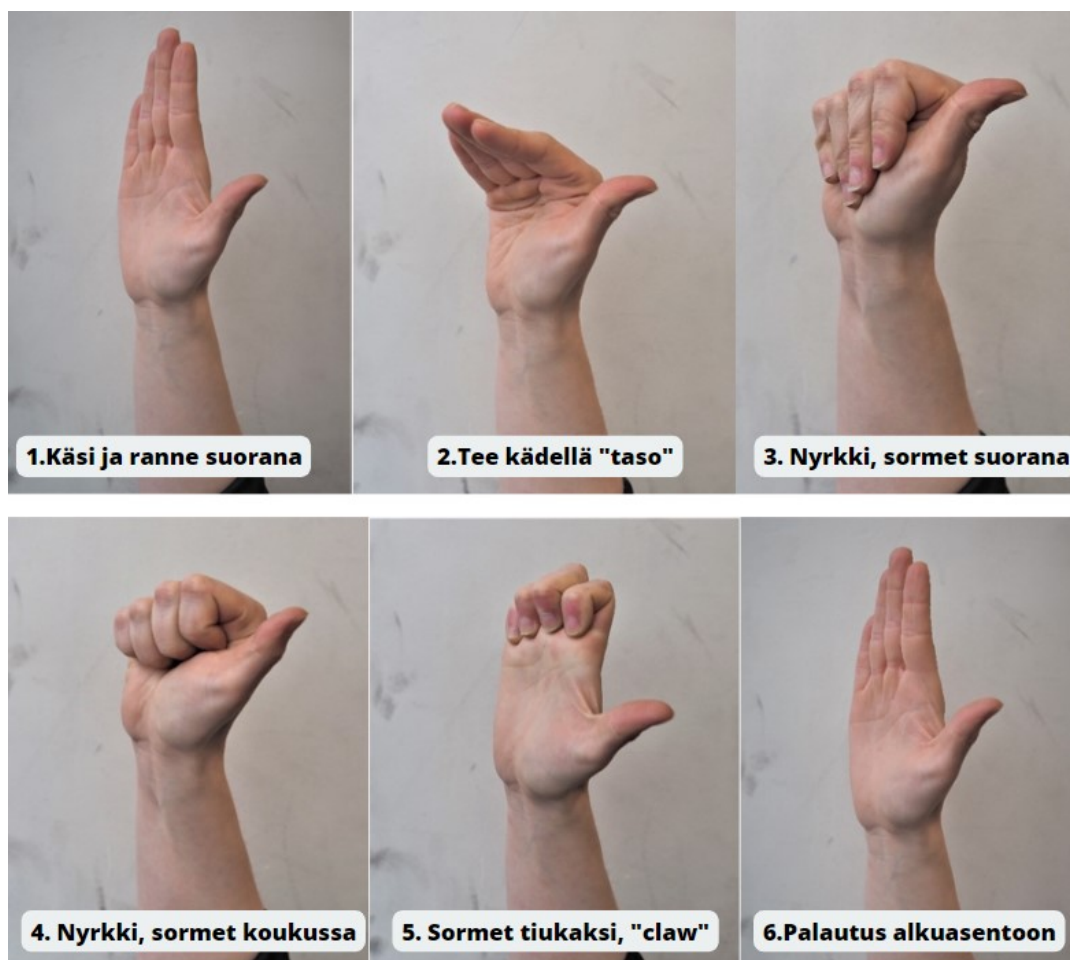 1.Käsi ja ranne suorana
2.Tee kädellä "taso"
3. Nyrkki, sormet suorana
4. Nyrkki, sormet koukussa
5. Sormet tiukaksi, "claw"
6.Palautus alkuasentoon